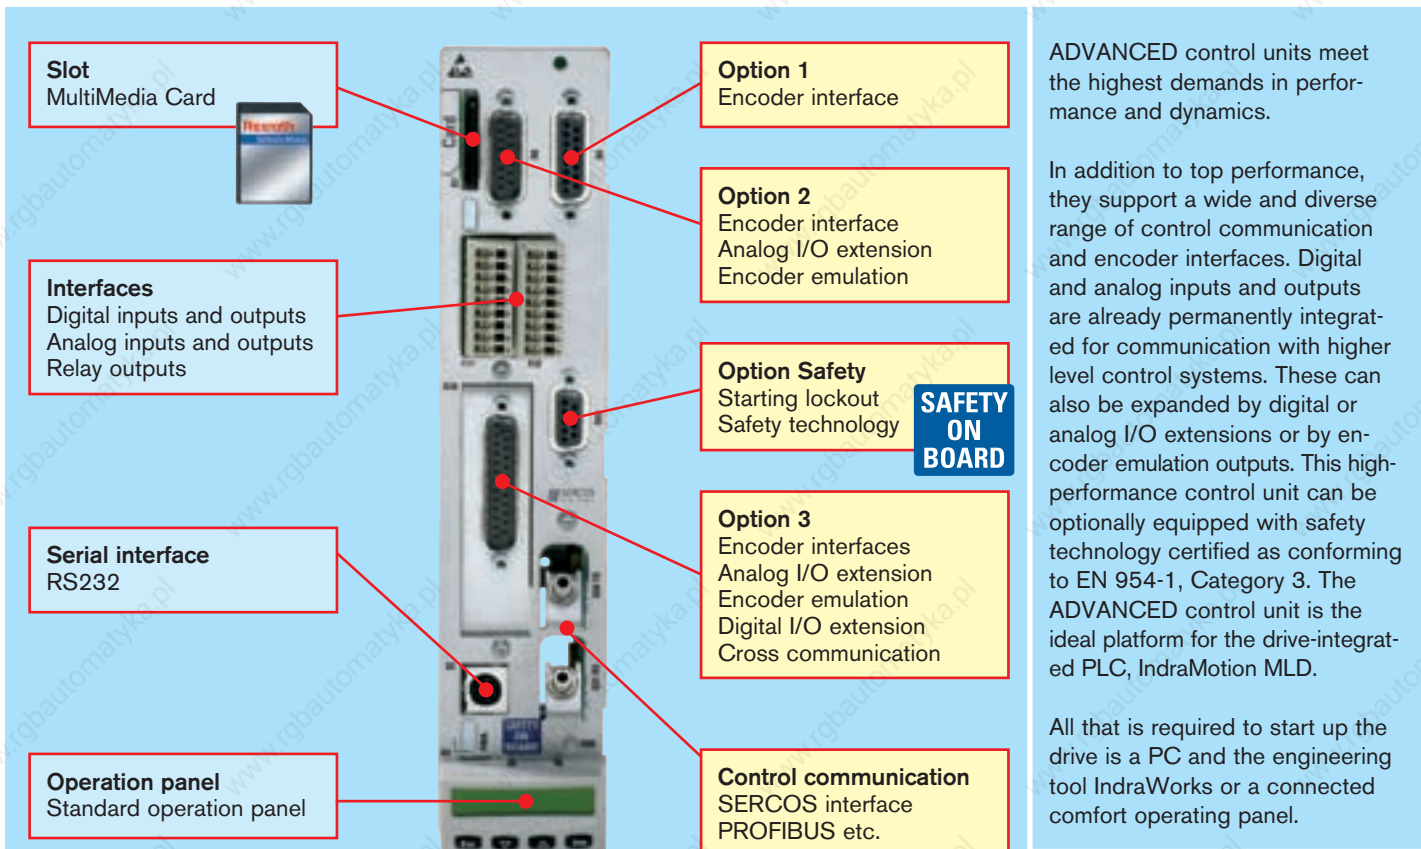 Slot
MultiMedia Card
Rexroth
Interfaces
Digital inputs and outputs
Analog inputs and outputs
Relay outputs
Serial interface
RS232
Operation panel
Standard operation panel
Card
SERCOS
SAFETY
ON
BOARD
Option 1
Encoder interface
Option 2
Encoder interface
Analog I/O extension
Encoder emulation
Option Safety
Starting lockout
Safety technology
SAFETY
ON
BOARD
Option 3
Encoder interfaces
Analog I/O extension
Encoder emulation
Digital I/O extension
Cross communication
Control communication
SERCOS interface
PROFIBUS etc.
ADVANCED control units meet
the highest demands in perfor-
mance and dynamics.
In addition to top performance,
they support a wide and diverse
range of control communication
and encoder interfaces. Digital
and analog inputs and outputs
are already permanently integrat-
ed for communication with higher
level control systems. These can
also be expanded by digital or
analog I/O extensions or by en-
coder emulation outputs. This high-
performance control unit can be
optionally equipped with safety
technology certified as conforming
to EN 954-1, Category 3. The
ADVANCED control unit is the
ideal platform for the drive-integrat-
ed PLC, IndraMotion MLD.
All that is required to start up the
drive is a PC and the engineering
tool IndraWorks or a connected
comfort operating panel.
www.rgbautomatyka.pl